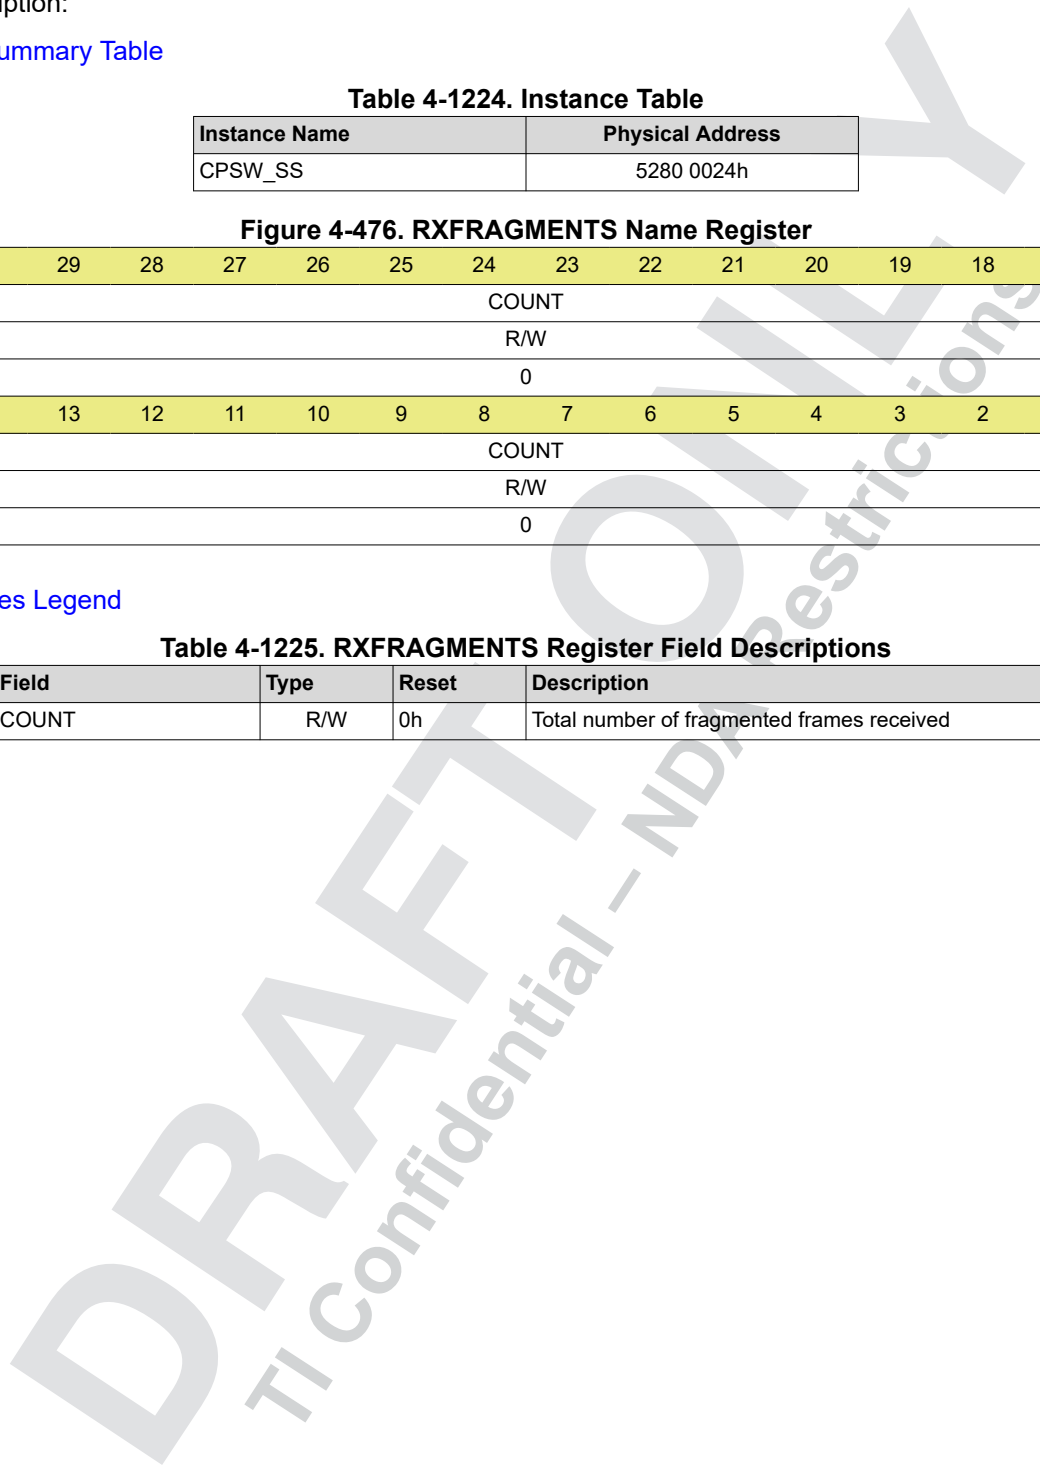 iption:
ummary Table
Table 4-1224. Instance Table
Instance Name Physical Address
CPSW_SS 5280 0024h
Figure 4-476. RXFRAGMENTS Name Register
29 28 27 26 25 24 23 22 21 20 19 18
COUNT
R/W
0
13 12 11 10 9 8 7 6 5 4 3 2
COUNT
R/W
0
es Legend
Table 4-1225. RXFRAGMENTS Register Field Descriptions
Field Type Reset Description
COUNT R/W 0h Total number of fragmented frames received
DRAFT ONLY
TI Confidential – NDA Restrictions